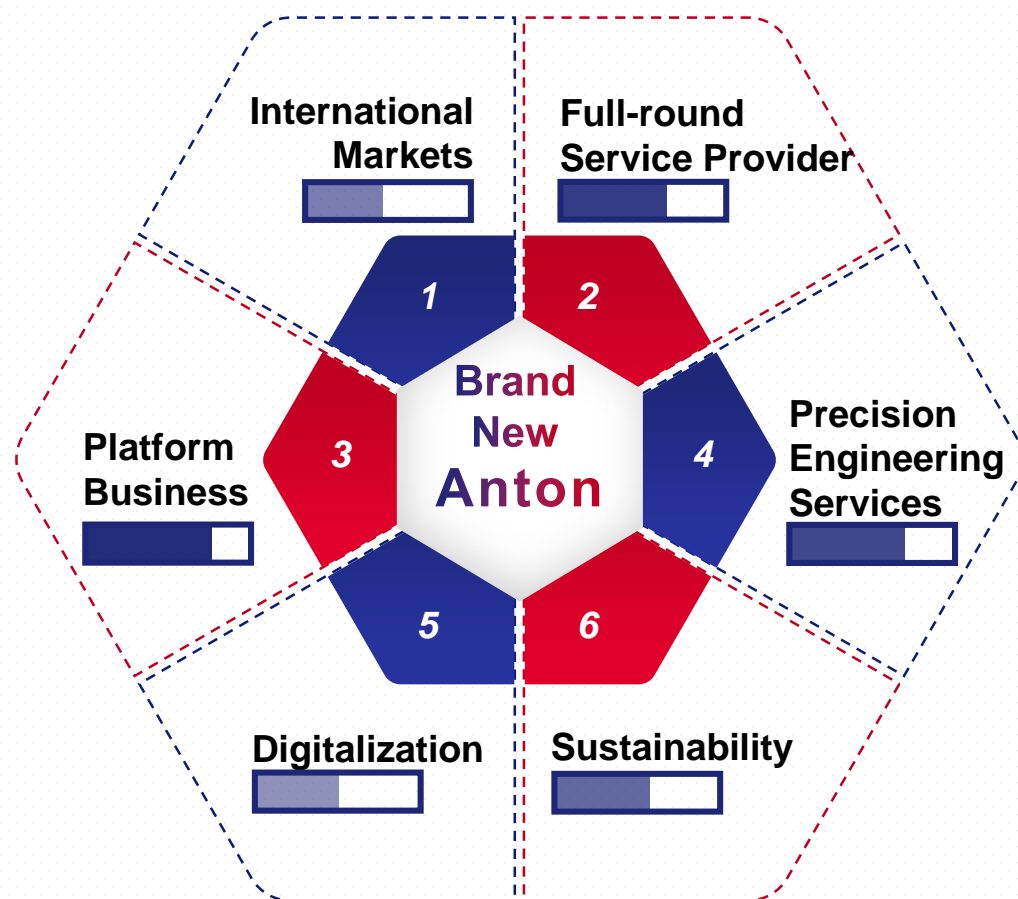 International
Markets
Full-round
Service Provider
1
2
Brand
New
Anton
3
4
Platform
Business
Precision
Engineering
Services
5
6
Digitalization
Sustainability